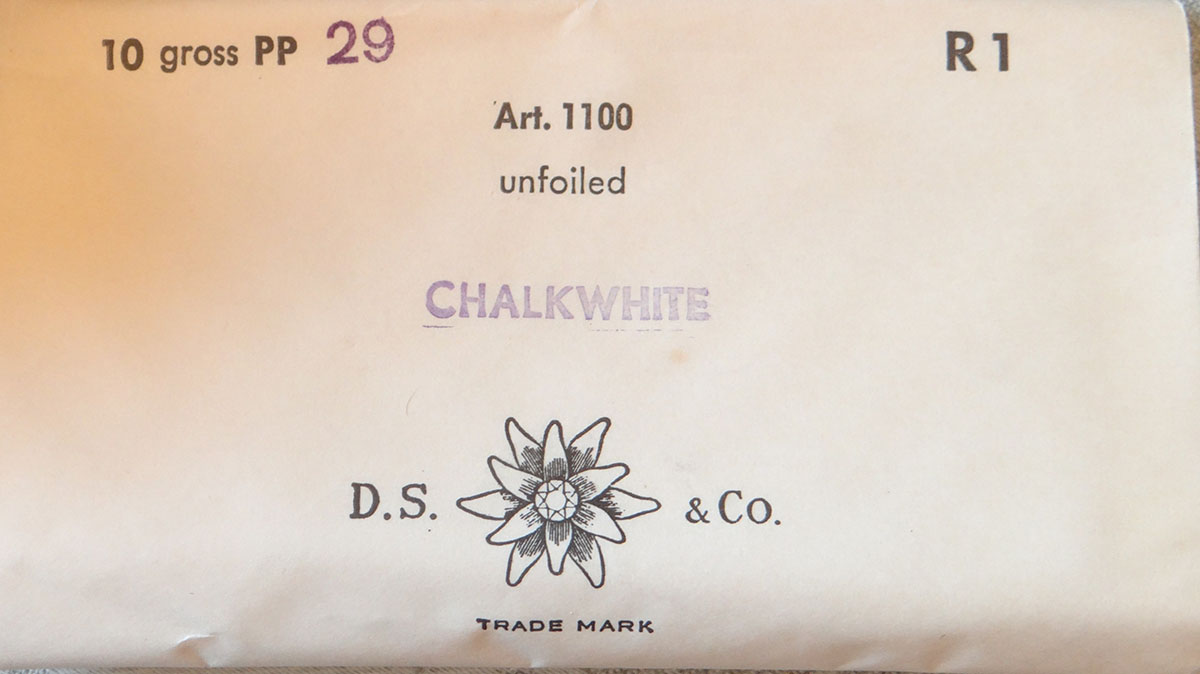 10 gross PP 29 R 1
Art. 1100
unfoiled
CHALKWHITE
D.S. & Co.
TRADE MARK